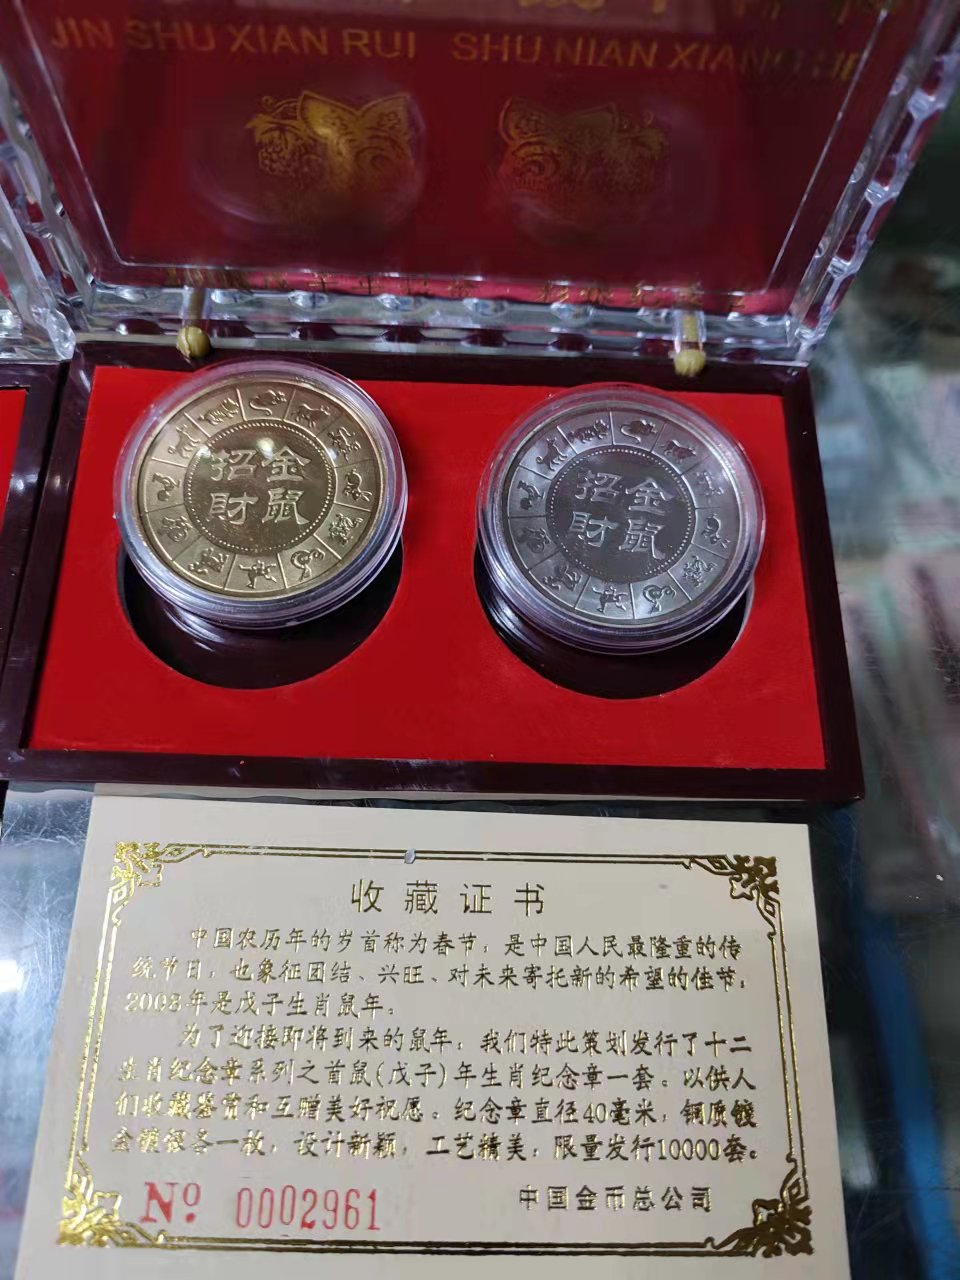 JIN SHU XIAN RUI SHU NIAN XIANG
招金
財鼠
招金
財鼠
收藏证书
中国农历年的岁首称为春节，是中国人民最隆重的传
统节日，也象征团结、兴旺、对未来寄托新的希望的佳节，
2008年是戊子生肖鼠年。
为了迎接即将到来的鼠年，我们特此策划发行了十二
生肖纪念章系列之首鼠(戊子)年生肖纪念章一套。以供人
们收藏鉴赏和互赠美好祝愿。纪念章直径40毫米，铜质镀
金镀银各一枚，设计新颖，工艺精美，限量发行10000套。
Nº 0002961
中国金币总公司